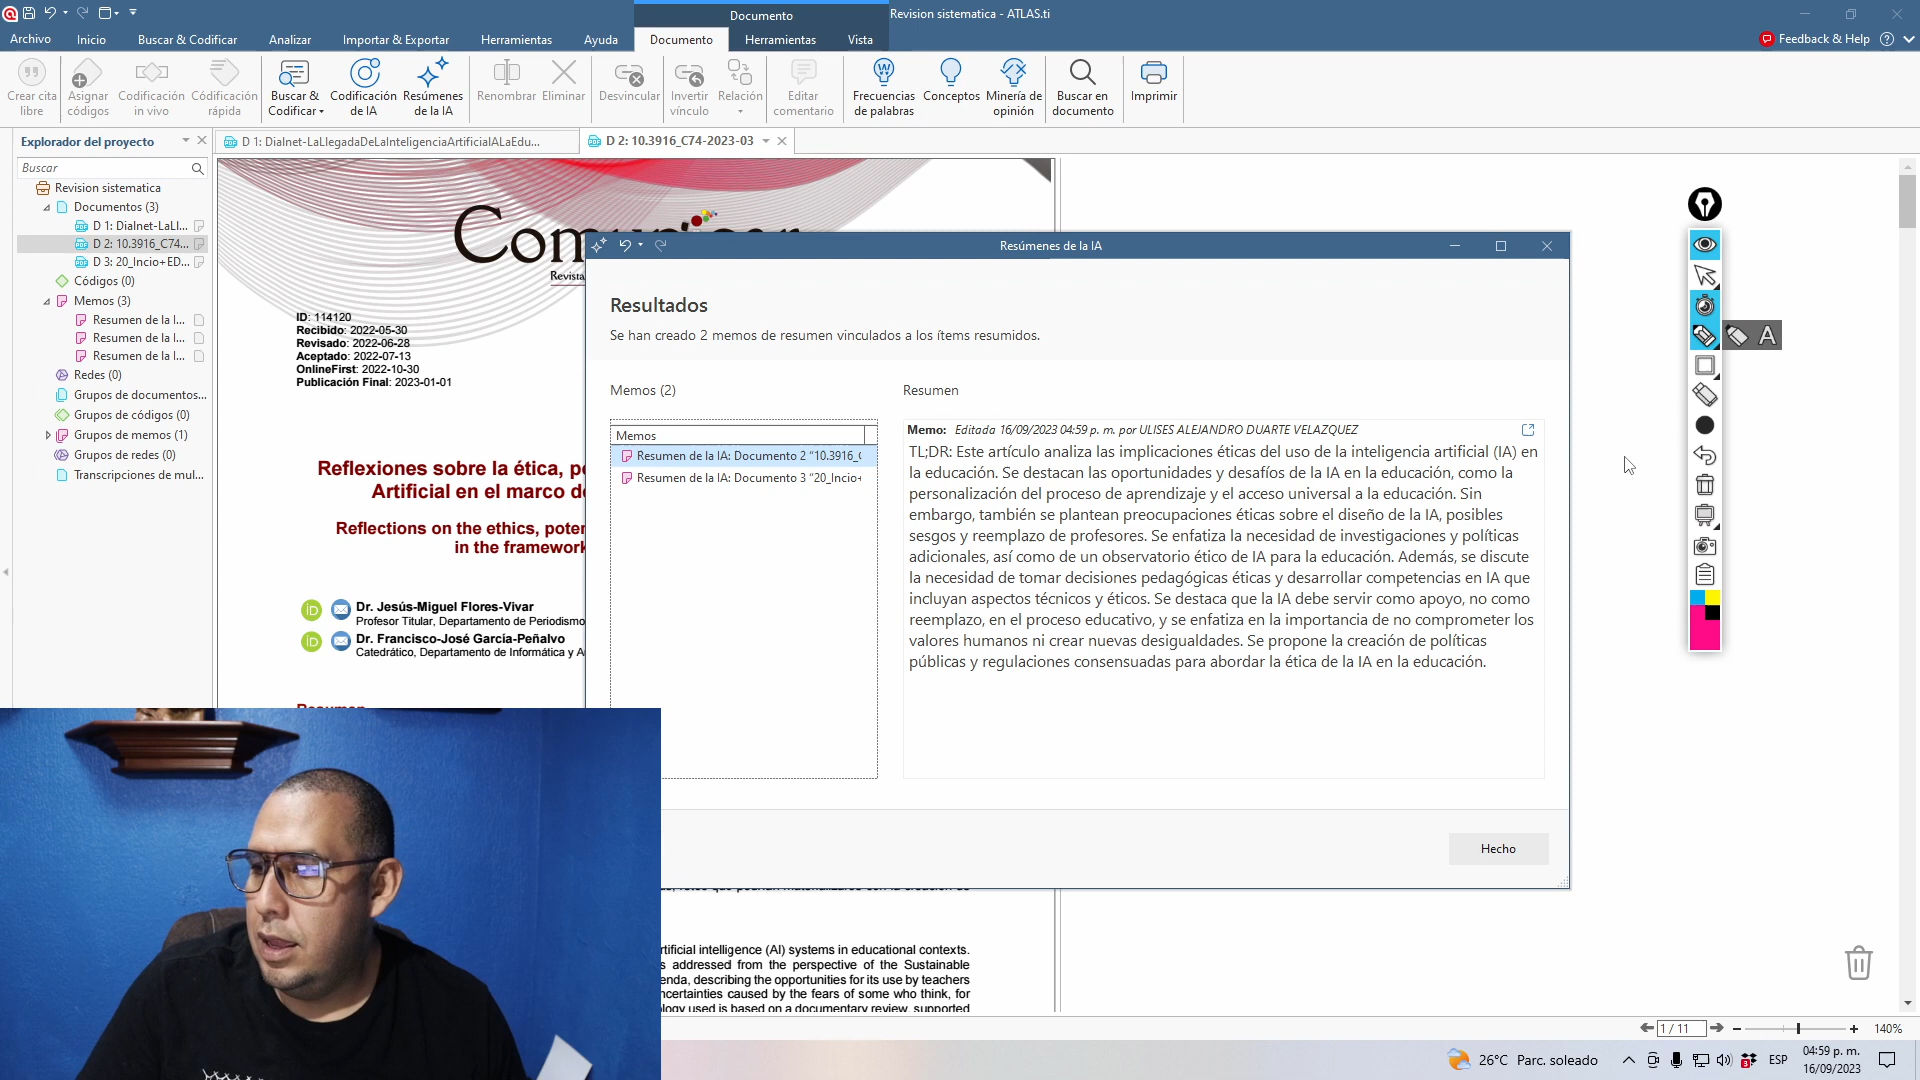 Documento
Revision sistematica - ATLAS.ti
Archivo
Inicio
Buscar & Codificar
Analizar
Importar & Exportar
Herramientas
Ayuda
Documento
Herramientas
Vista
Feedback & Help
Crear cita
libre
Asignar
códigos
Codificación
in vivo
Codificación
rápida
Buscar &
Codificar
Codificación
de IA
Resúmenes
de la IA
Renombrar
Eliminar
Desvincular
Invertir
vínculo
Relación
Editar
comentario
Frecuencias
de palabras
Conceptos
Minería de
opinión
Buscar en
documento
Imprimir
Explorador del proyecto
D 1: Dialnet-LaLlegadaDeLaInteligenciaArtificialALaEdu...
D 2: 10.3916_C74-2023-03
Buscar
Revision sistematica
Documentos (3)
D 1: Dialnet-LaLl...
D 2: 10.3916_C74...
D 3: 20_Incio+ED...
Códigos (0)
Memos (3)
Resumen de la I...
Resumen de la I...
Resumen de la I...
Redes (0)
Grupos de documentos...
Grupos de códigos (0)
Grupos de memos (1)
Grupos de redes (0)
Transcripciones de mul...
Revista
ID: 114120
Recibido: 2022-05-30
Revisado: 2022-06-28
Aceptado: 2022-07-13
OnlineFirst: 2022-10-30
Publicación Final: 2023-01-01
Reflexiones sobre la ética,
Artificial en el marco
Reflections on the ethics,
in the framework
Dr. Jesús-Miguel Flores-Vivar
Profesor Titular, Departamento de Periodismo
Dr. Francisco-José García-Peñalvo
Catedrático, Departamento de Informática y
Resúmenes de la IA
Resultados
Se han creado 2 memos de resumen vinculados a los ítems resumidos.
Memos (2)
Resumen
Memos
Resumen de la IA: Documento 2 "10.3916_
Resumen de la IA: Documento 3 "20_Incio+
Memo: Editada 16/09/2023 04:59 p. m. por ULISES ALEJANDRO DUARTE VELAZQUEZ
TL;DR: Este artículo analiza las implicaciones éticas del uso de la inteligencia artificial (IA) en
la educación. Se destacan las oportunidades y desafíos de la IA en la educación, como la
personalización del proceso de aprendizaje y el acceso universal a la educación. Sin
embargo, también se plantean preocupaciones éticas sobre el diseño de la IA, posibles
sesgos y reemplazo de profesores. Se enfatiza la necesidad de investigaciones y políticas
adicionales, así como de un observatorio ético de IA para la educación. Además, se discute
la necesidad de tomar decisiones pedagógicas éticas y desarrollar competencias en IA que
incluyan aspectos técnicos y éticos. Se destaca que la IA debe servir como apoyo, no como
reemplazo, en el proceso educativo, y se enfatiza en la importancia de no comprometer los
valores humanos ni crear nuevas desigualdades. Se propone la creación de políticas
públicas y regulaciones consensuadas para abordar la ética de la IA en la educación.
Hecho
A
rtificial intelligence (AI) systems in educational contexts.
s addressed from the perspective of the Sustainable
enda, describing the opportunities for its use by teachers
ncertainties caused by the fears of some who think, for
used is based on a documentary review, supported
1 / 11
140%
26°C Parc. soleado
ESP
04:59 p. m.
16/09/2023